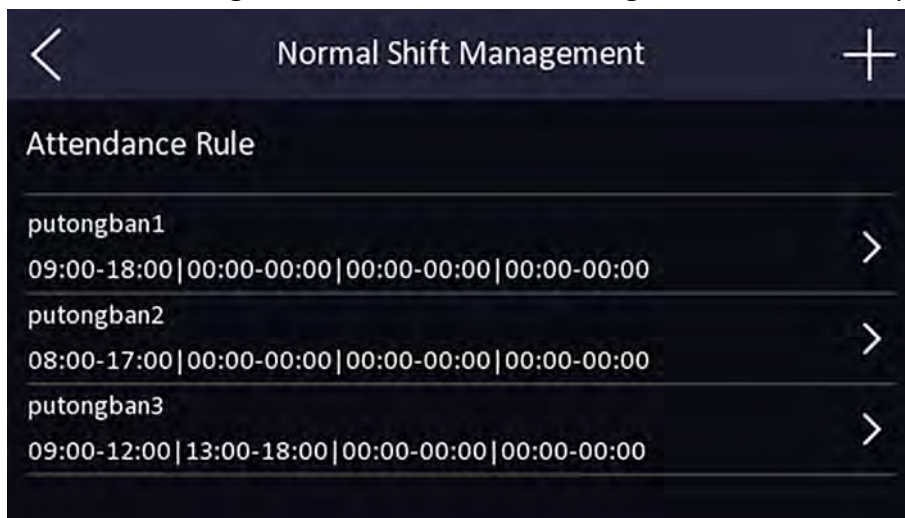 Normal Shift Management
Attendance Rule
putongban1
09:00-18:00|00:00-00:00|00:00-00:00|00:00-00:00
putongban2
08:00-17:00|00:00-00:00|00:00-00:00|00:00-00:00
putongban3
09:00-12:00|13:00-18:00|00:00-00:00|00:00-00:00